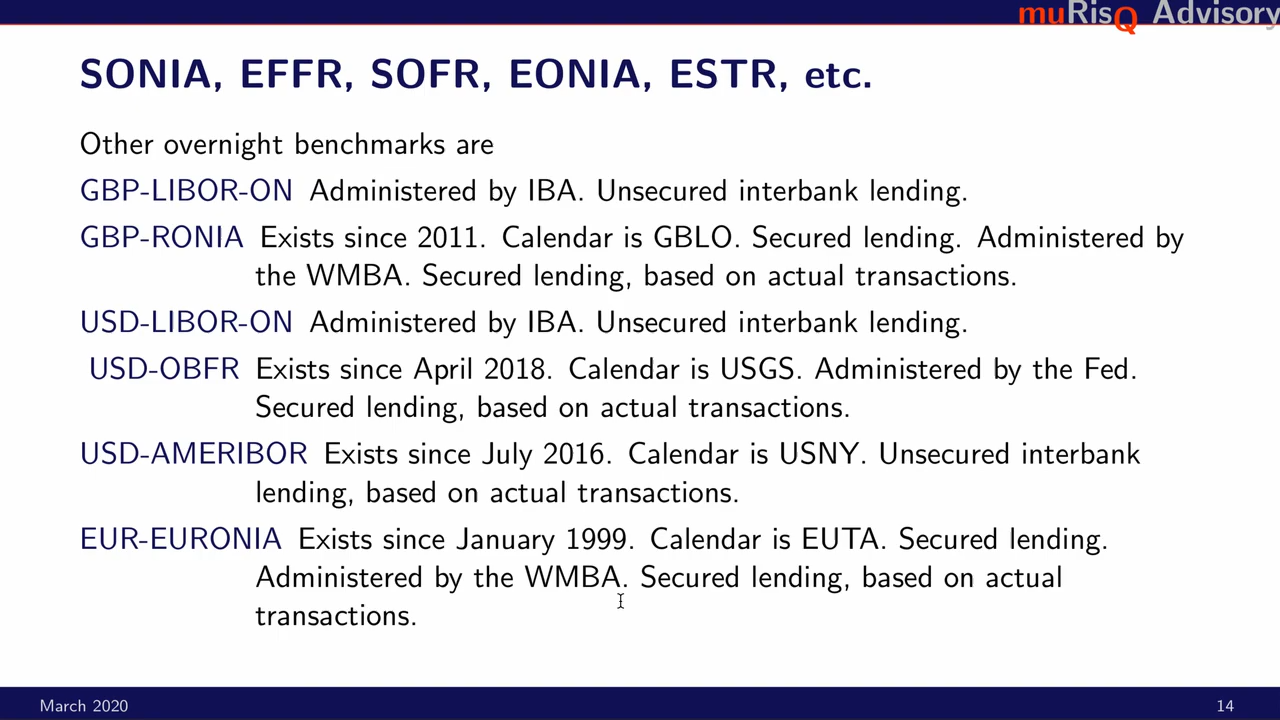 muRisQ Advisory
SONIA, EFFR, SOFR, EONIA, ESTR, etc.
Other overnight benchmarks are
GBP-LIBOR-ON Administered by IBA. Unsecured interbank lending.
GBP-RONIA Exists since 2011. Calendar is GBLO. Secured lending. Administered by
the WMBA. Secured lending, based on actual transactions.
USD-LIBOR-ON Administered by IBA. Unsecured interbank lending.
USD-OBFR Exists since April 2018. Calendar is USGS. Administered by the Fed.
Secured lending, based on actual transactions.
USD-AMERIBOR Exists since July 2016. Calendar is USNY. Unsecured interbank
lending, based on actual transactions.
EUR-EURONIA Exists since January 1999. Calendar is EUTA. Secured lending.
Administered by the WMBA. Secured lending, based on actual
transactions.
March 2020 14